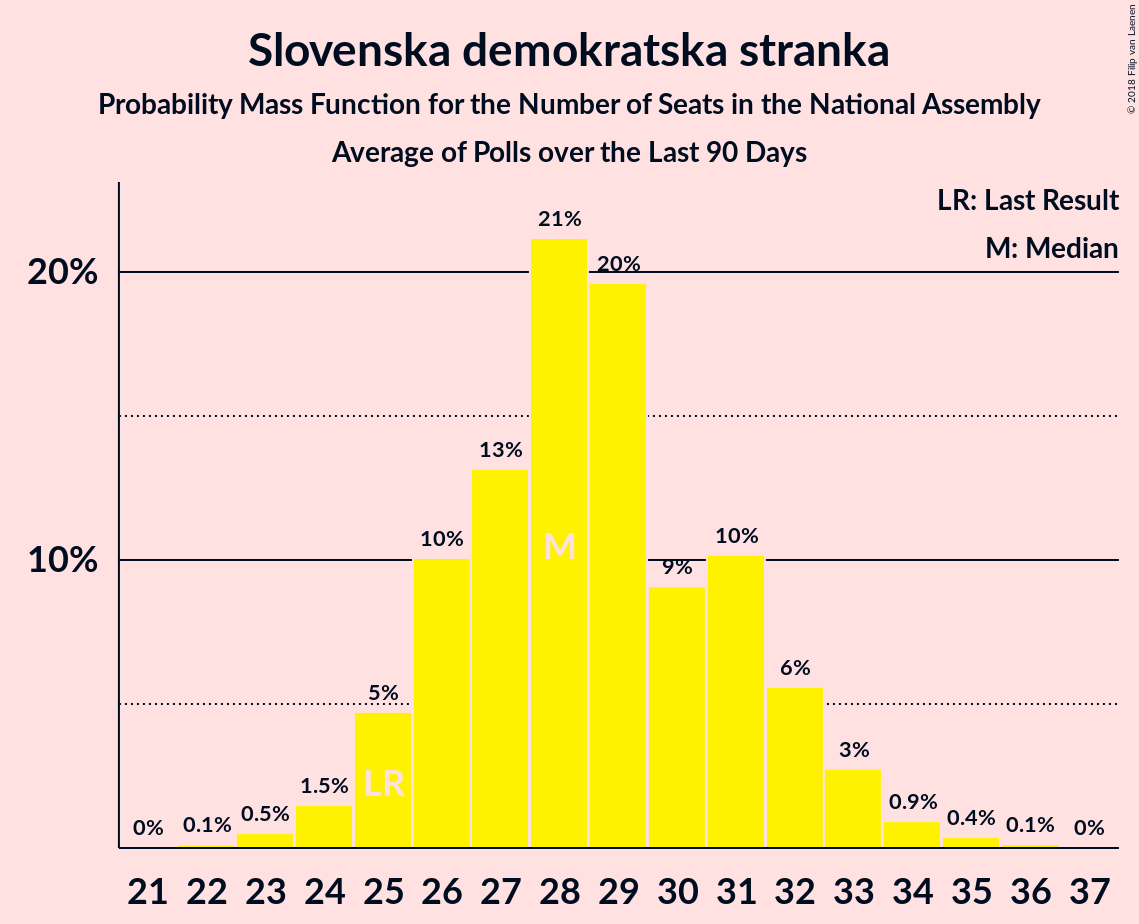 Slovenska demokratska stranka
Probability Mass Function for the Number of Seats in the National Assembly
Average of Polls over the Last 90 Days
© 2018 Filip van Laenen
LR: Last Result
M: Median
20%
10%
0%
0.1%
0.5%
1.5%
5%
10%
13%
21%
20%
9%
10%
6%
3%
0.9%
0.4%
0.1%
0%
LR
M
21 22 23 24 25 26 27 28 29 30 31 32 33 34 35 36 37